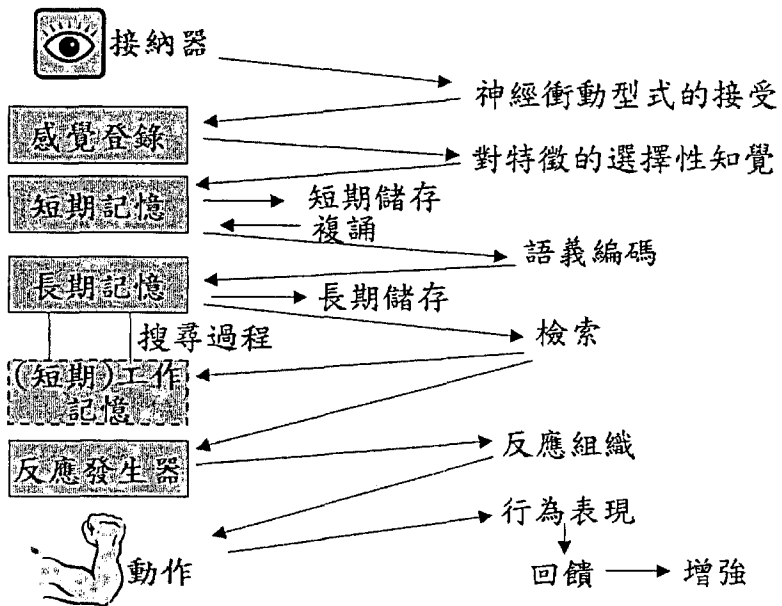 接納器
神經衝動型式的接受
感覺登錄
對特徵的選擇性知覺
短期記憶
短期儲存
複誦
語義編碼
長期記憶
長期儲存
搜尋過程
檢索
(短期)工作
記憶
反應發生器
反應組織
行為表現
動作
回饋
增強